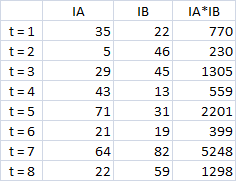 IA IB IA*IB
t = 1 35 22 770
t = 2 5 46 230
t = 3 29 45 1305
t = 4 43 13 559
t = 5 71 31 2201
t = 6 21 19 399
t = 7 64 82 5248
t = 8 22 59 1298